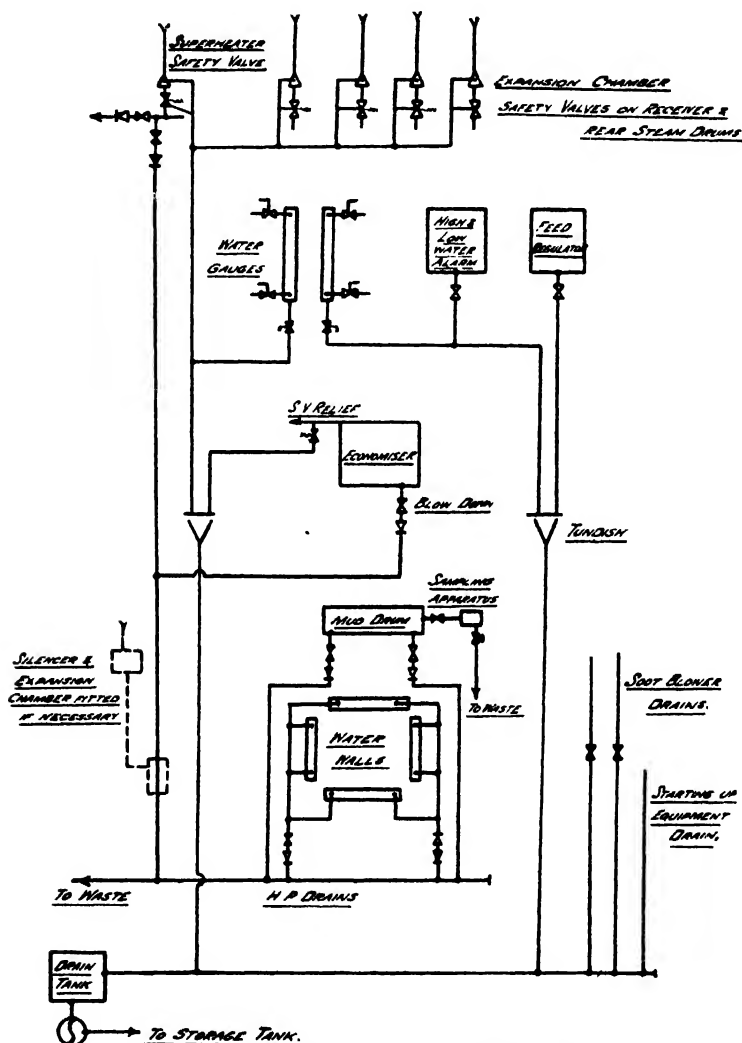 SUPERHEATER
SAFETY VALVE
EXPANSION CHAMBER
SAFETY VALVES ON RECEIVER &
REAR STEAM DRUMS
WATER
GAUGES
HIGH &
LOW
WATER
ALARM
FEED
REGULATOR
S V RELIEF
ECONOMISER
BLOW DOWN
TUNDISH
SAMPLING
APPARATUS
MUD DRUM
TO WASTE
SILENCER &
EXPANSION
CHAMBER FITTED
IF NECESSARY
WATER
WALLS
SOOT BLOWER
DRAINS.
STARTING UP
EQUIPMENT
DRAIN.
TO WASTE
H P DRAINS
DRAIN
TANK
TO STORAGE TANK.